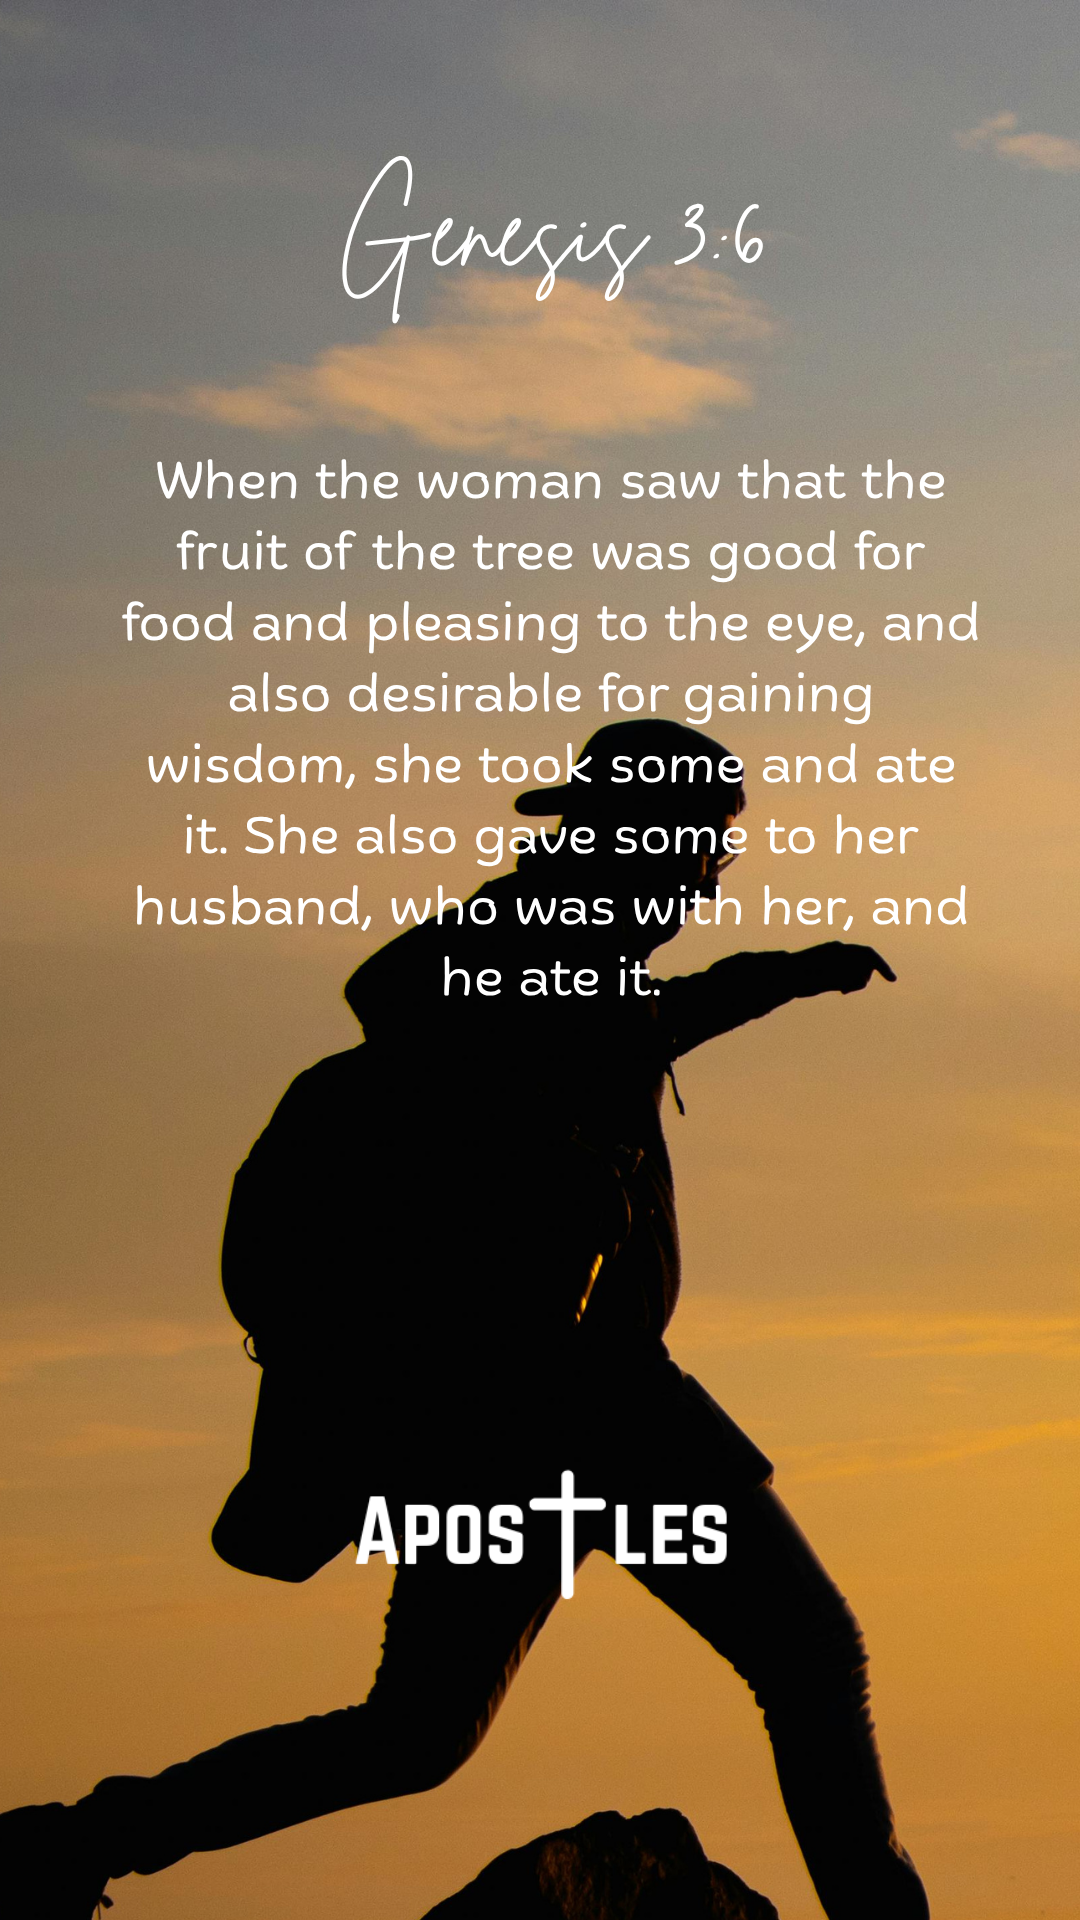 Genesis 3:6
When the woman saw that the
fruit of the tree was good for
food and pleasing to the eye, and
also desirable for gaining
wisdom, she took some and ate
it. She also gave some to her
husband, who was with her, and
he ate it.
APOSTLES